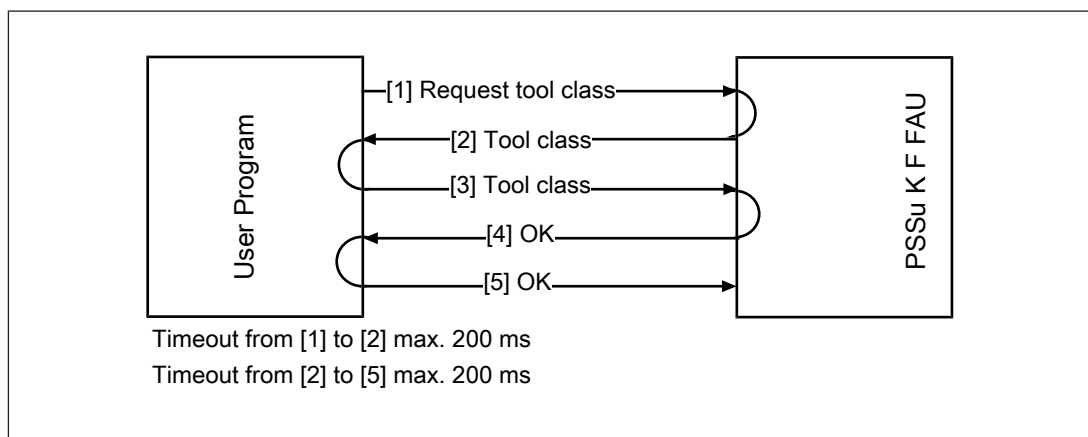 User Program
[1] Request tool class
[2] Tool class
[3] Tool class
[4] OK
[5] OK
PSSu K F FAU
Timeout from [1] to [2] max. 200 ms
Timeout from [2] to [5] max. 200 ms